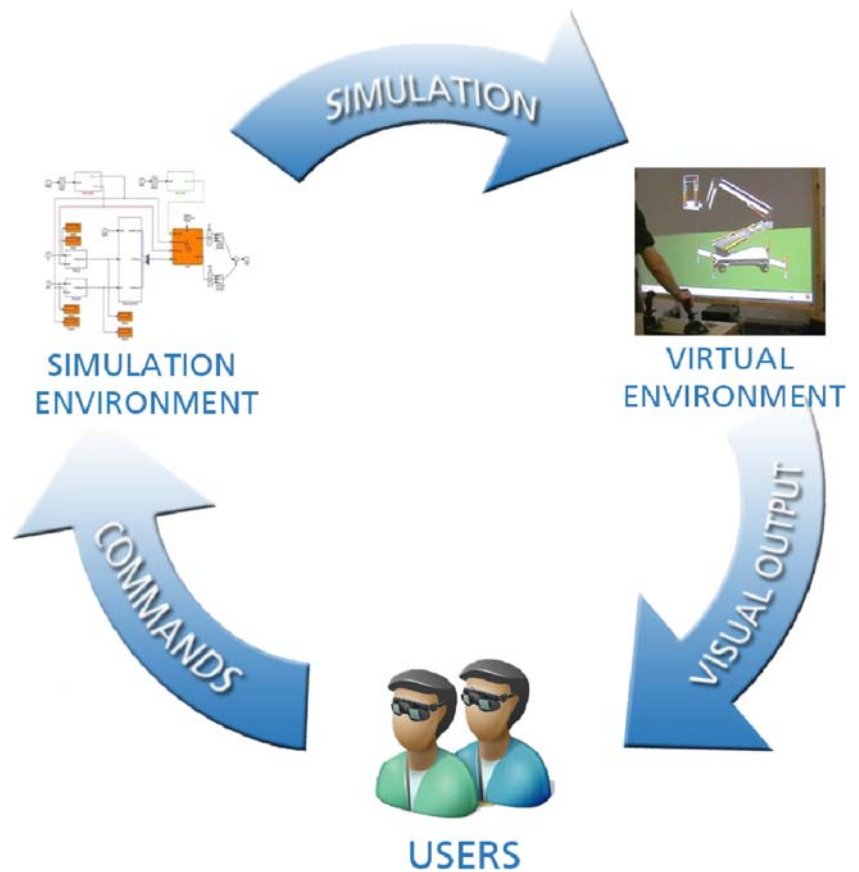 SIMULATION
SIMULATION
ENVIRONMENT
VIRTUAL
ENVIRONMENT
VISUAL OUTPUT
COMMANDS
USERS